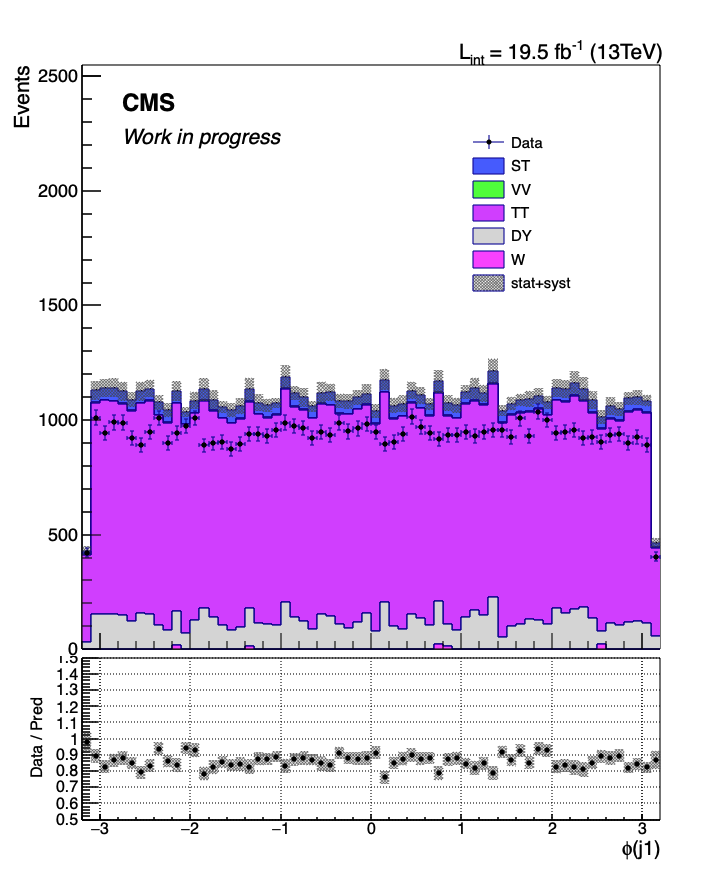 L_int = 19.5 fb^-1 (13TeV)
Events
2500
CMS
Work in progress
Data
ST
2000
VV
TT
DY
W
stat+syst
1500
1000
500
0
Data / Pred
1.5
1.4
1.3
1.2
1.1
1
0.9
0.8
0.7
0.6
0.5
−3 −2 −1 0 1 2 3
ϕ(j1)